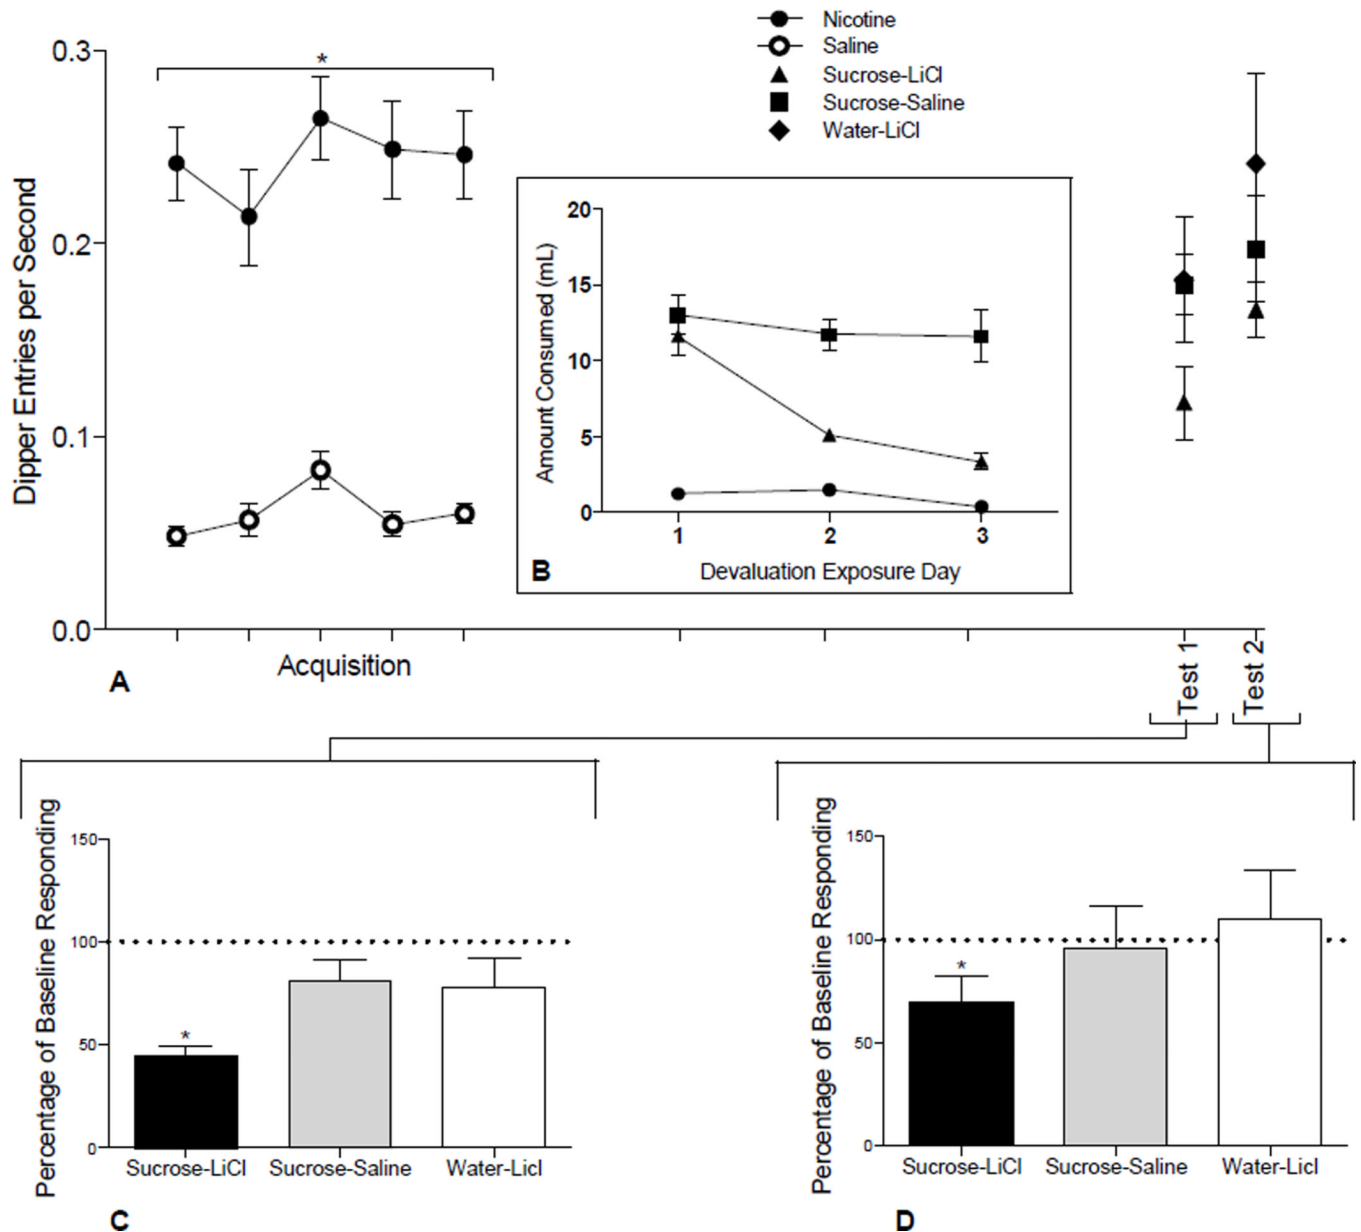 Nicotine
Saline
Sucrose-LiCl
Sucrose-Saline
Water-LiCl
0.3
0.2
0.1
0.0
Dipper Entries per Second
*
Acquisition
A
20
15
10
5
0
Amount Consumed (mL)
1 2 3
Devaluation Exposure Day
B
Test 1
Test 2
150
100
50
0
Percentage of Baseline Responding
*
Sucrose-LiCl Sucrose-Saline Water-Licl
C
150
100
50
0
Percentage of Baseline Responding
*
Sucrose-LiCl Sucrose-Saline Water-Licl
D